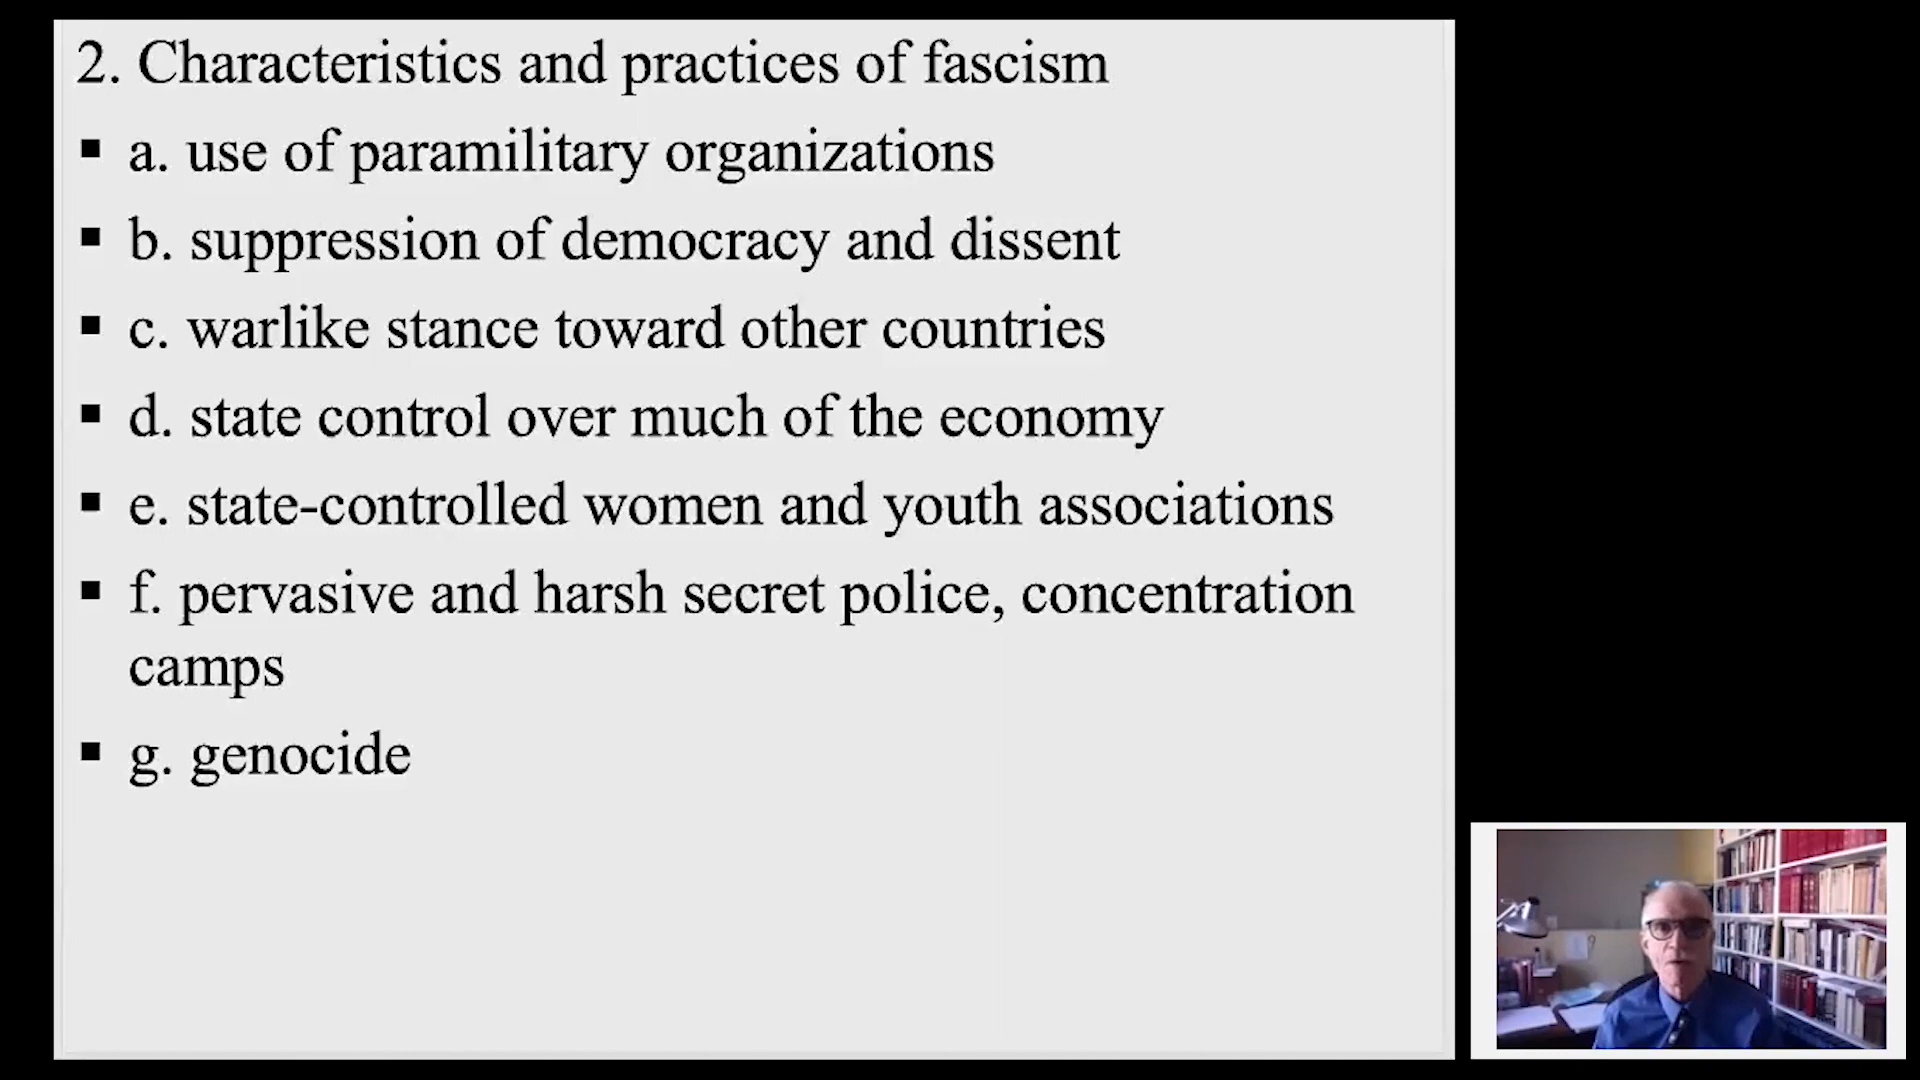 2. Characteristics and practices of fascism
▪ a. use of paramilitary organizations
▪ b. suppression of democracy and dissent
▪ c. warlike stance toward other countries
▪ d. state control over much of the economy
▪ e. state-controlled women and youth associations
▪ f. pervasive and harsh secret police, concentration
camps
▪ g. genocide